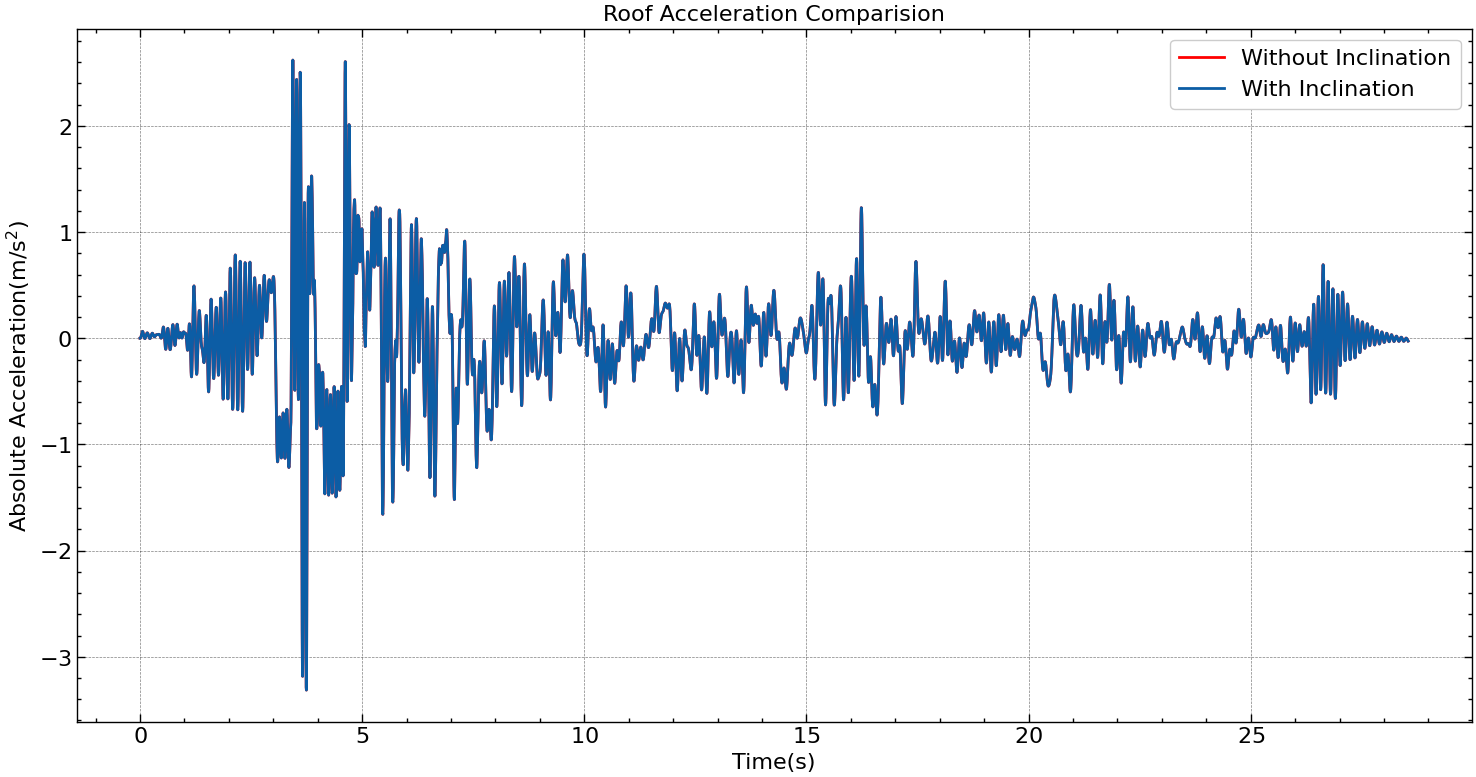 Roof Acceleration Comparision
Without Inclination
With Inclination
Absolute Acceleration(m/s²)
2
1
0
−1
−2
−3
0 5 10 15 20 25
Time(s)